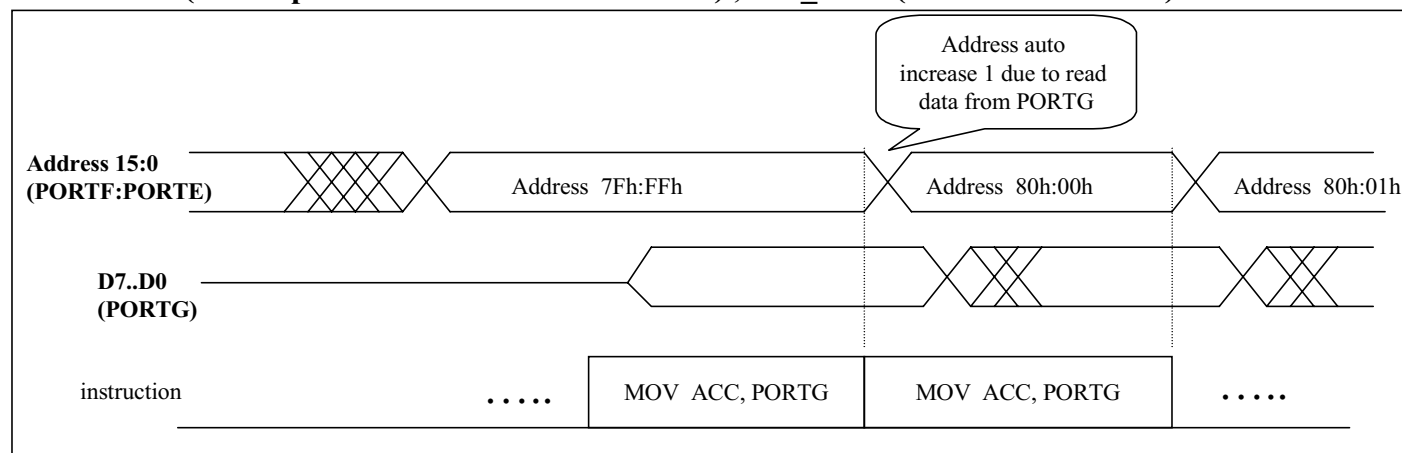 Address auto
increase 1 due to read
data from PORTG
Address 15:0
(PORTF:PORTE)
Address 7Fh:FFh
Address 80h:00h
Address 80h:01h
D7..D0
(PORTG)
instruction
.....
MOV ACC, PORTG
MOV ACC, PORTG
.....